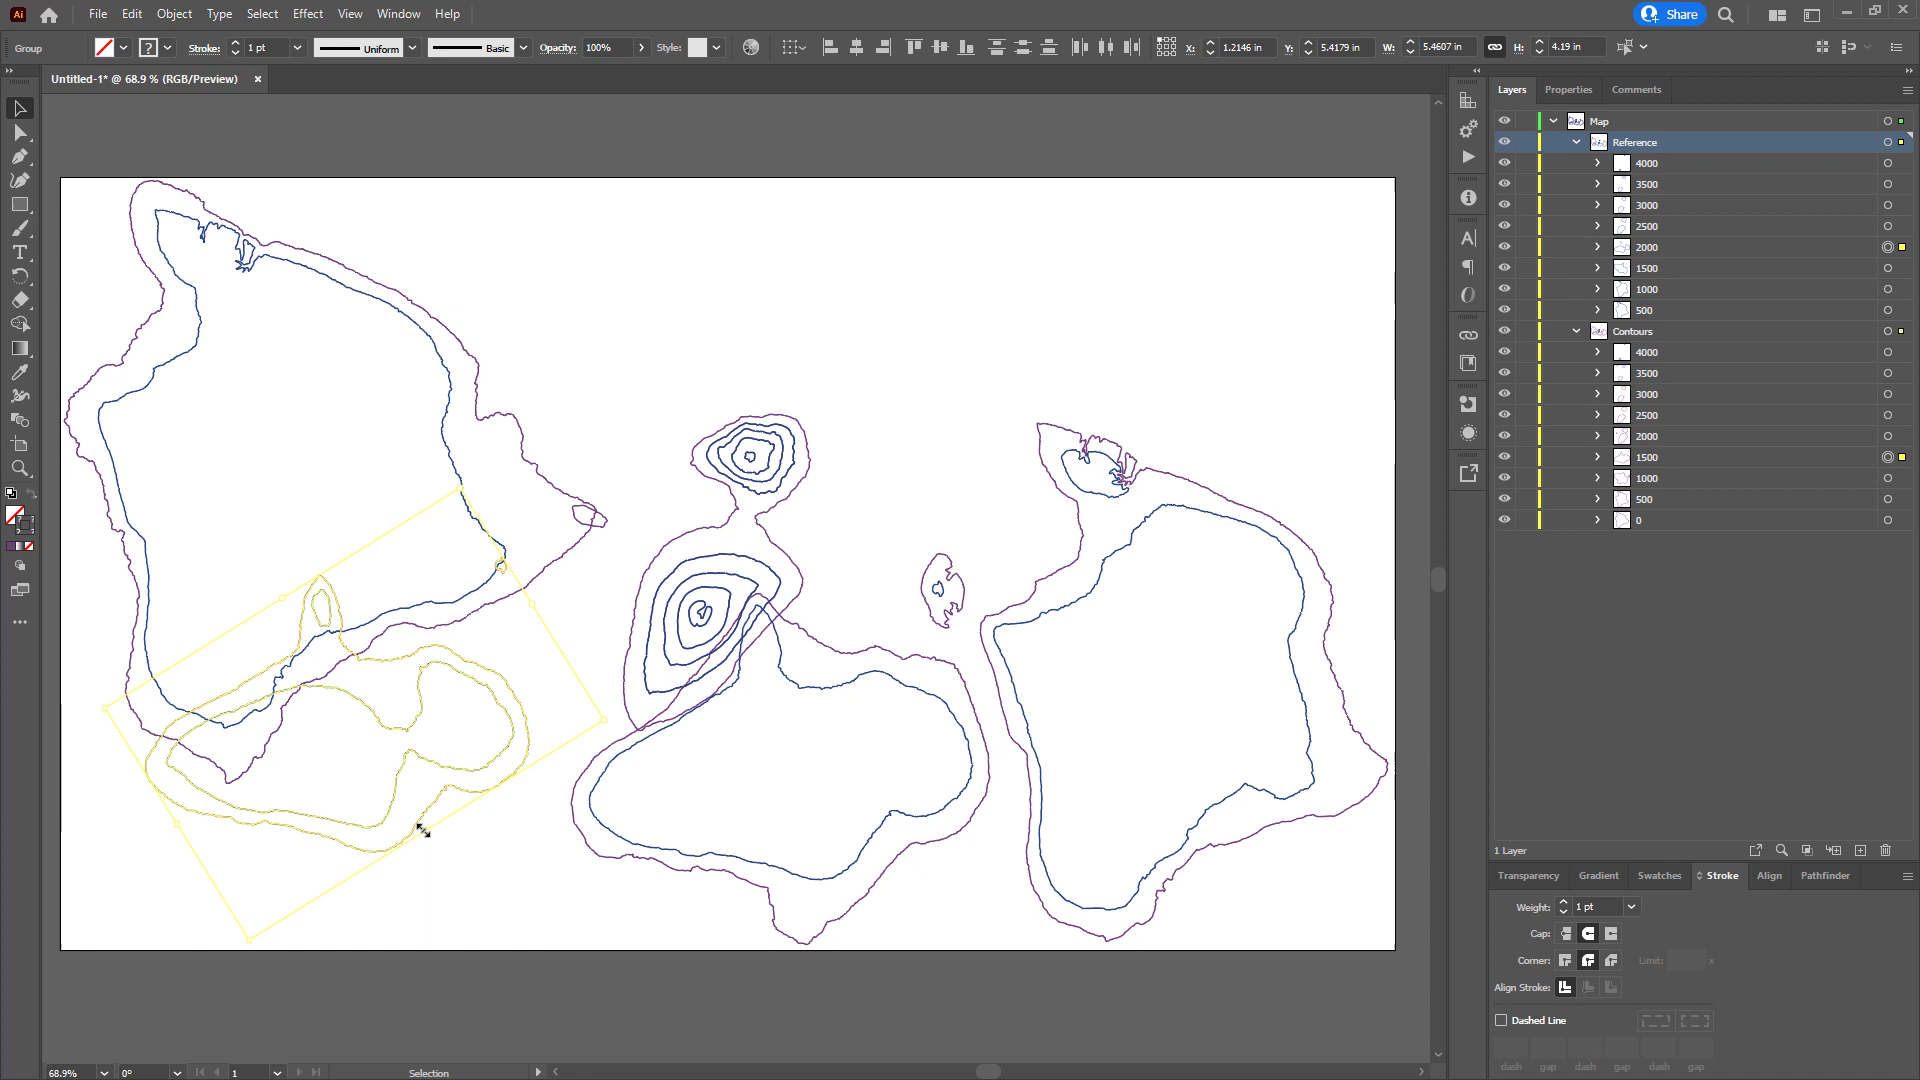 Ai File Edit Object Type Select Effect View Window Help Share
Group ? Stroke: 1 pt Uniform Basic Opacity: 100% Style: X: 1.2146 in Y: 5.4179 in W: 5.4607 in H: 4.19 in
Untitled-1* @ 68.9 % (RGB/Preview) ×
Layers Properties Comments
Map
Reference
4000
3500
3000
2500
2000
1500
1000
500
Contours
4000
3500
3000
2500
2000
1500
1000
500
0
1 Layer
Transparency Gradient Swatches Stroke Align Pathfinder
Weight: 1 pt
Cap:
Corner: Limit: x
Align Stroke:
Dashed Line
dash gap dash gap dash gap
68.9% 0° 1 Selection